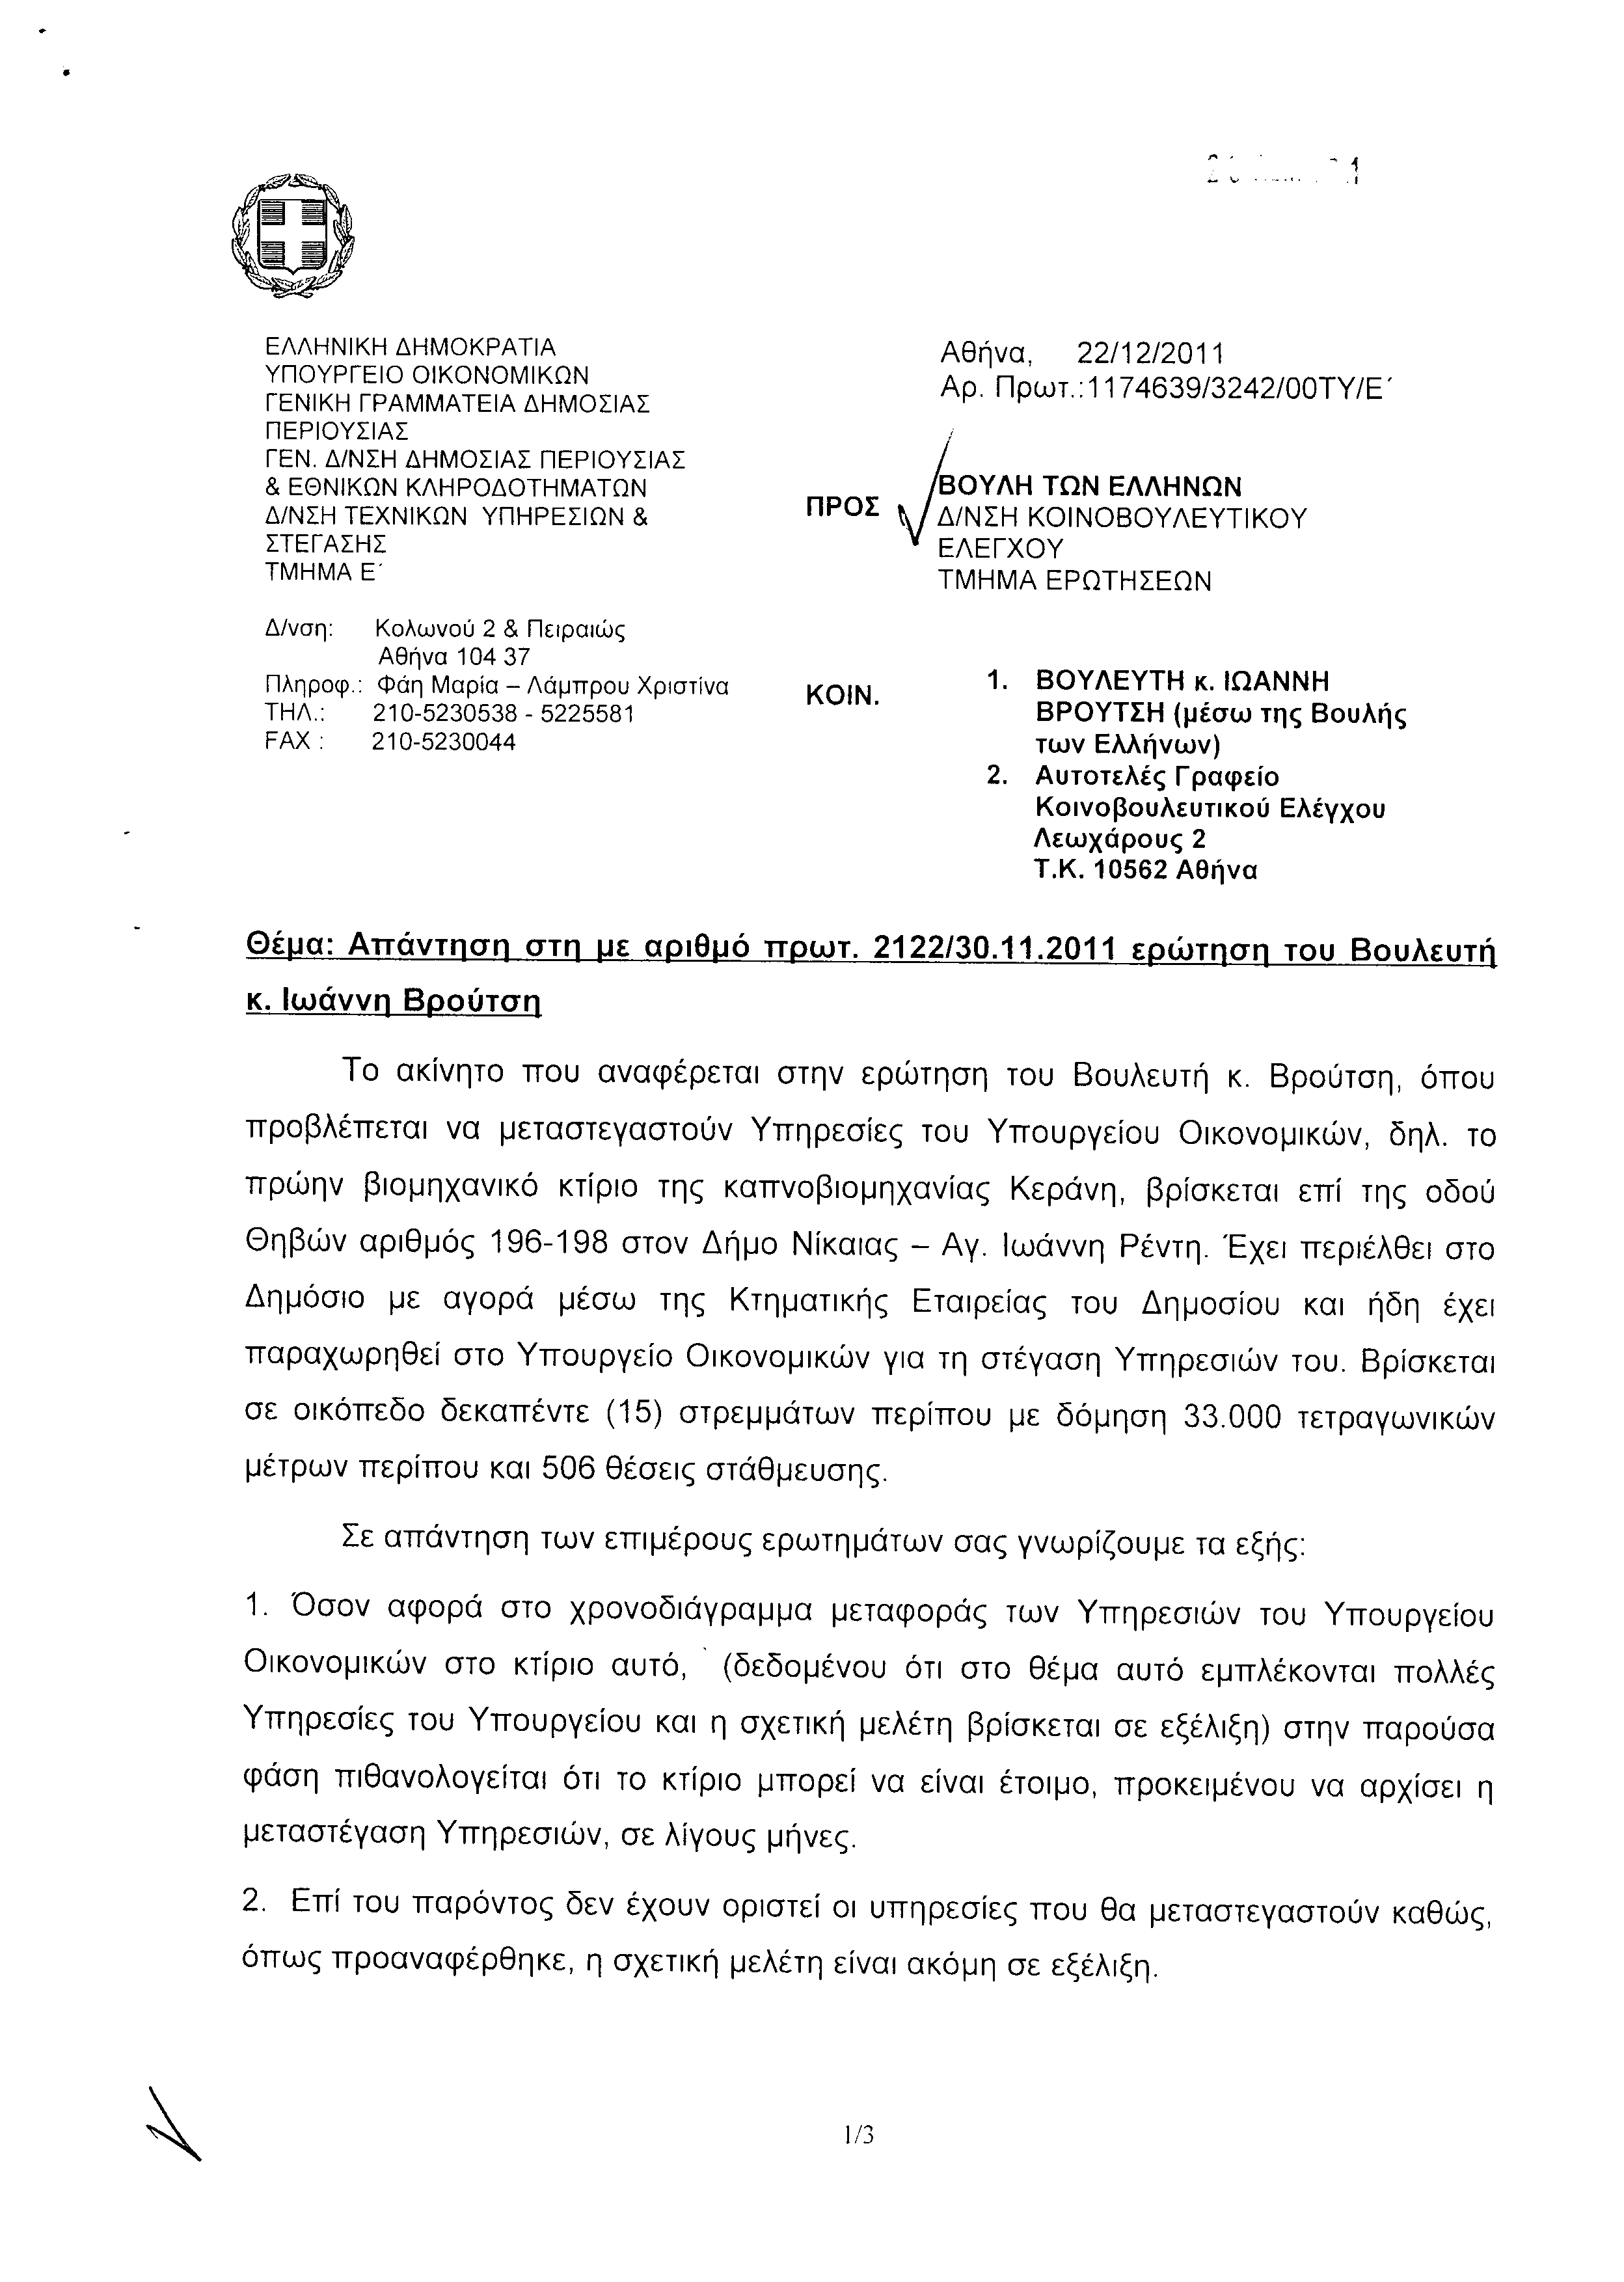 ΕΛΛΗΝΙΚΗ ΔΗΜΟΚΡΑΤΙΑ
ΥΠΟΥΡΓΕΙΟ ΟΙΚΟΝΟΜΙΚΩΝ
ΓΕΝΙΚΗ ΓΡΑΜΜΑΤΕΙΑ ΔΗΜΟΣΙΑΣ
ΠΕΡΙΟΥΣΙΑΣ
ΓΕΝ. Δ/ΝΣΗ ΔΗΜΟΣΙΑΣ ΠΕΡΙΟΥΣΙΑΣ
& ΕΘΝΙΚΩΝ ΚΛΗΡΟΔΟΤΗΜΑΤΩΝ
Δ/ΝΣΗ ΤΕΧΝΙΚΩΝ ΥΠΗΡΕΣΙΩΝ &
ΣΤΕΓΑΣΗΣ
ΤΜΗΜΑ Ε΄
Δ/νση: Κολωνού 2 & Πειραιώς
Αθήνα 104 37
Πληροφ.: Φάη Μαρία – Λάμπρου Χριστίνα
ΤΗΛ.: 210-5230538 - 5225581
FAX : 210-5230044
Αθήνα, 22/12/2011
Αρ. Πρωτ.:1174639/3242/00ΤΥ/Ε΄
ΠΡΟΣ
ΒΟΥΛΗ ΤΩΝ ΕΛΛΗΝΩΝ
Δ/ΝΣΗ ΚΟΙΝΟΒΟΥΛΕΥΤΙΚΟΥ
ΕΛΕΓΧΟΥ
ΤΜΗΜΑ ΕΡΩΤΗΣΕΩΝ
ΚΟΙΝ.
1. ΒΟΥΛΕΥΤΗ κ. ΙΩΑΝΝΗ
ΒΡΟΥΤΣΗ (μέσω της Βουλής
των Ελλήνων)
2. Αυτοτελές Γραφείο
Κοινοβουλευτικού Ελέγχου
Λεωχάρους 2
Τ.Κ. 10562 Αθήνα
Θέμα: Απάντηση στη με αριθμό πρωτ. 2122/30.11.2011 ερώτηση του Βουλευτή
κ. Ιωάννη Βρούτση
Το ακίνητο που αναφέρεται στην ερώτηση του Βουλευτή κ. Βρούτση, όπου
προβλέπεται να μεταστεγαστούν Υπηρεσίες του Υπουργείου Οικονομικών, δηλ. το
πρώην βιομηχανικό κτίριο της καπνοβιομηχανίας Κεράνη, βρίσκεται επί της οδού
Θηβών αριθμός 196-198 στον Δήμο Νίκαιας – Αγ. Ιωάννη Ρέντη. Έχει περιέλθει στο
Δημόσιο με αγορά μέσω της Κτηματικής Εταιρείας του Δημοσίου και ήδη έχει
παραχωρηθεί στο Υπουργείο Οικονομικών για τη στέγαση Υπηρεσιών του. Βρίσκεται
σε οικόπεδο δεκαπέντε (15) στρεμμάτων περίπου με δόμηση 33.000 τετραγωνικών
μέτρων περίπου και 506 θέσεις στάθμευσης.
Σε απάντηση των επιμέρους ερωτημάτων σας γνωρίζουμε τα εξής:
1. Όσον αφορά στο χρονοδιάγραμμα μεταφοράς των Υπηρεσιών του Υπουργείου
Οικονομικών στο κτίριο αυτό, (δεδομένου ότι στο θέμα αυτό εμπλέκονται πολλές
Υπηρεσίες του Υπουργείου και η σχετική μελέτη βρίσκεται σε εξέλιξη) στην παρούσα
φάση πιθανολογείται ότι το κτίριο μπορεί να είναι έτοιμο, προκειμένου να αρχίσει η
μεταστέγαση Υπηρεσιών, σε λίγους μήνες.
2. Επί του παρόντος δεν έχουν οριστεί οι υπηρεσίες που θα μεταστεγαστούν καθώς,
όπως προαναφέρθηκε, η σχετική μελέτη είναι ακόμη σε εξέλιξη.
1/3